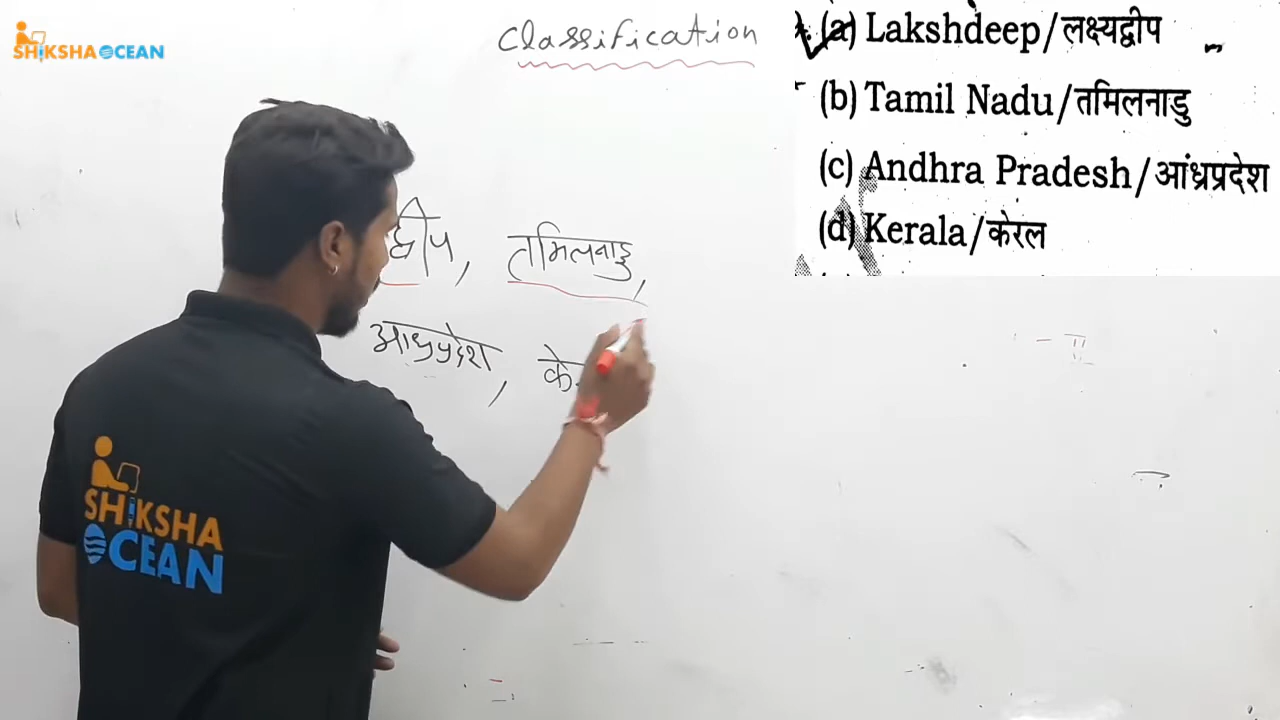 SHIKSHA OCEAN
Classification
(a) Lakshdeep/लक्ष्यद्वीप
(b) Tamil Nadu/तमिलनाडु
(c) Andhra Pradesh/आंध्रप्रदेश
(d) Kerala/केरल
द्वीप, तमिलनाडु,
आध्रप्रदेश, के
SHIKSHA
OCEAN